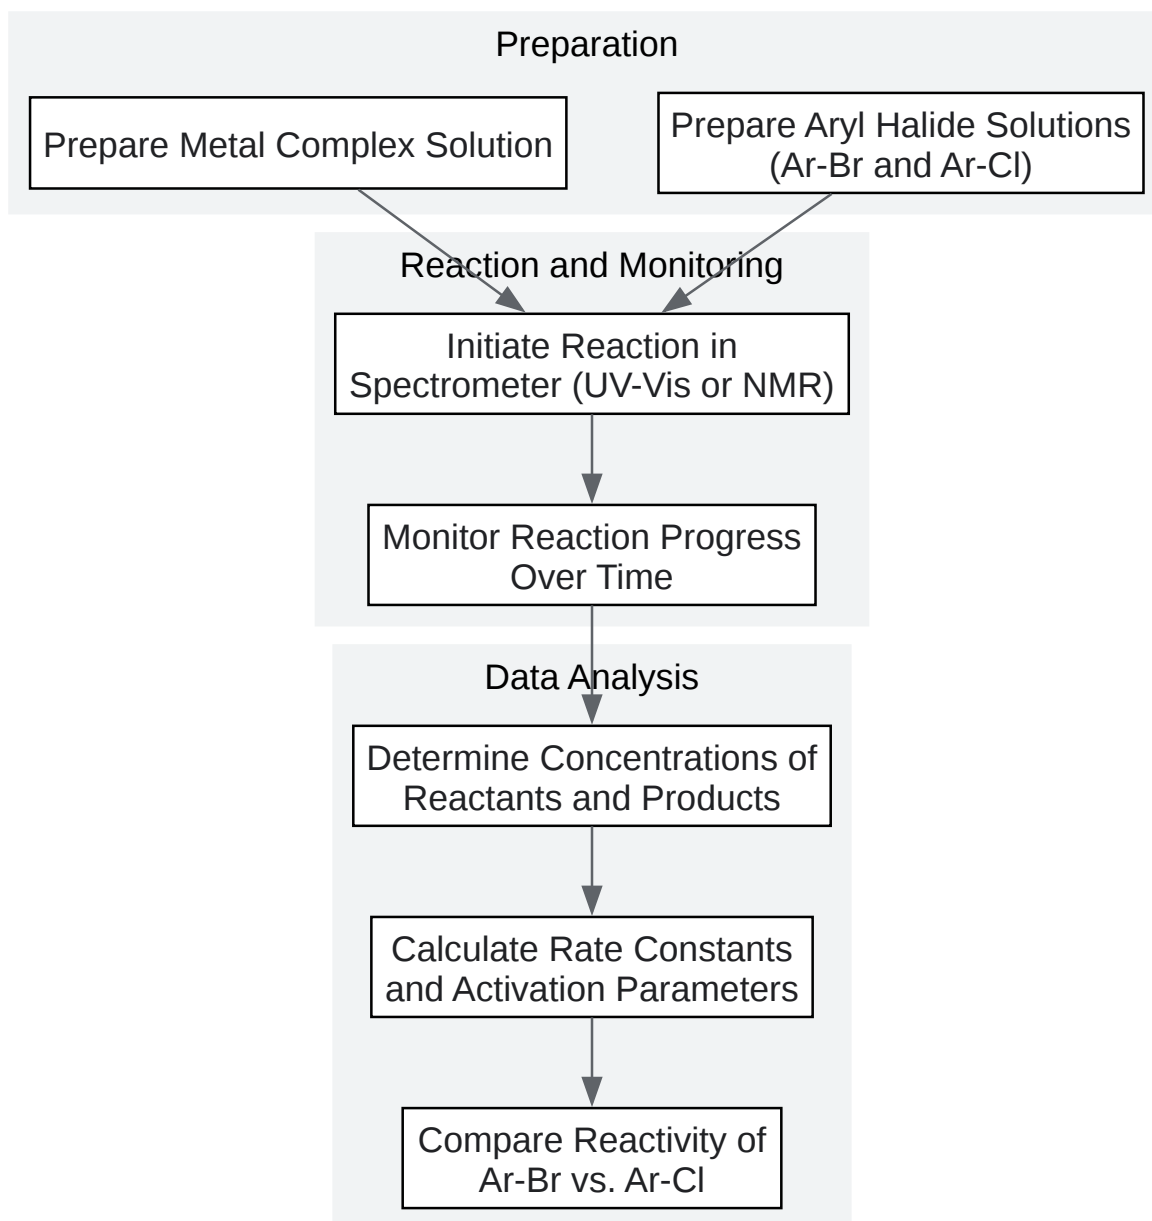 Preparation
Prepare Metal Complex Solution
Prepare Aryl Halide Solutions
(Ar-Br and Ar-Cl)
Reaction and Monitoring
Initiate Reaction in
Spectrometer (UV-Vis or NMR)
Monitor Reaction Progress
Over Time
Data Analysis
Determine Concentrations of
Reactants and Products
Calculate Rate Constants
and Activation Parameters
Compare Reactivity of
Ar-Br vs. Ar-Cl